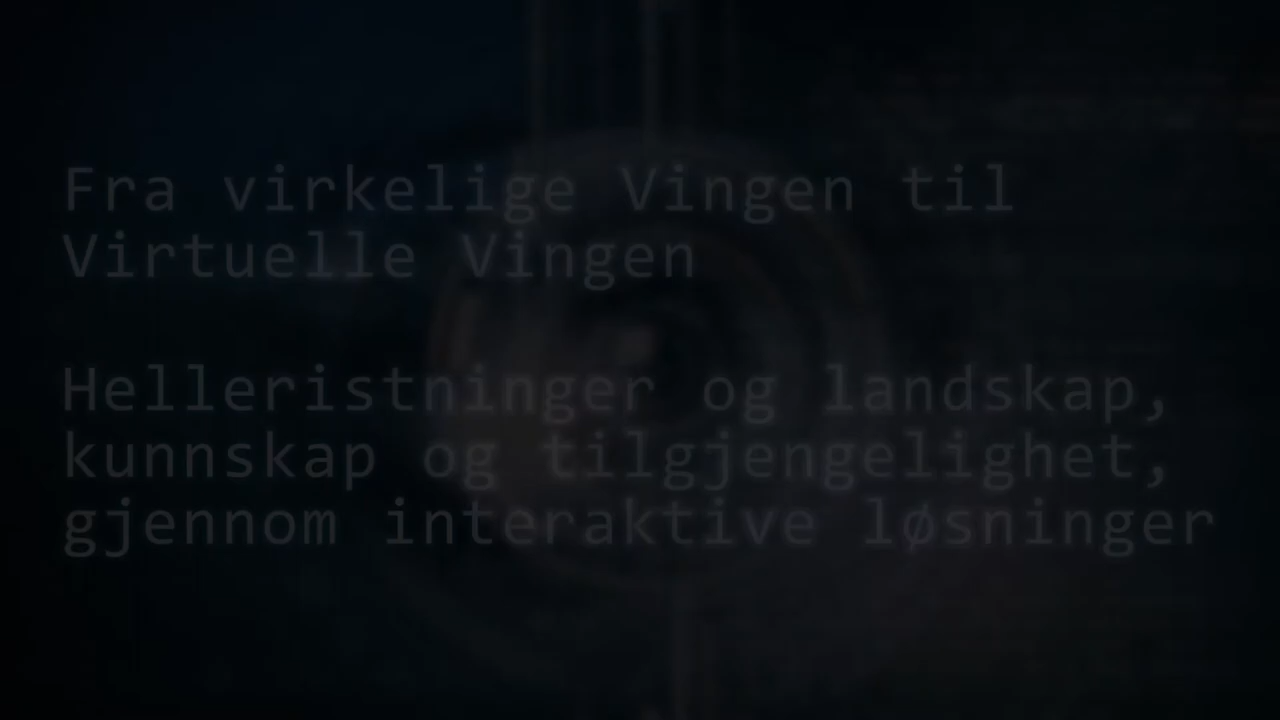 Fra virkelige Vingen til
Virtuelle Vingen
Helleristninger og landskap,
kunnskap og tilgjengelighet,
gjennom interaktive løsninger